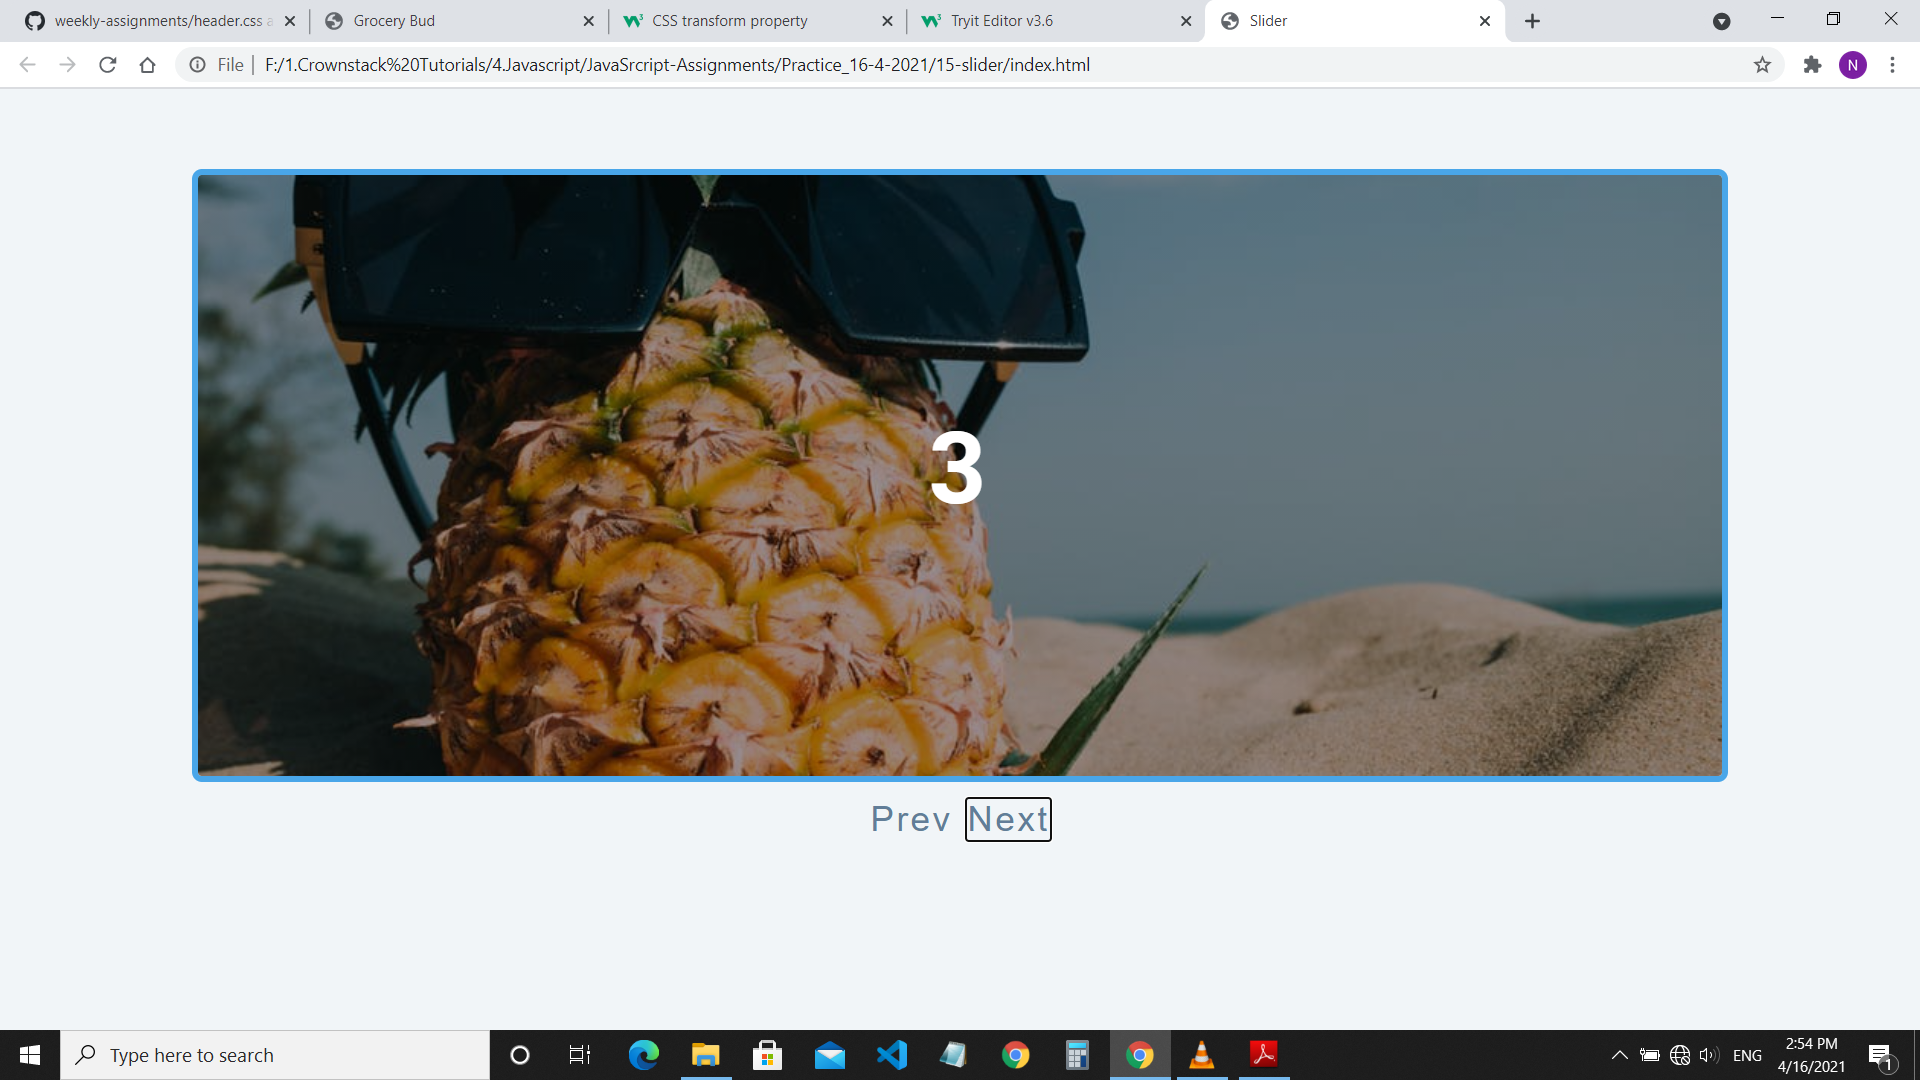 weekly-assignments/header.css a
Grocery Bud
CSS transform property
Tryit Editor v3.6
Slider
File | F:/1.Crownstack%20Tutorials/4.Javascript/JavaSrcript-Assignments/Practice_16-4-2021/15-slider/index.html
N
3
Prev Next
Type here to search
ENG
2:54 PM
4/16/2021
1